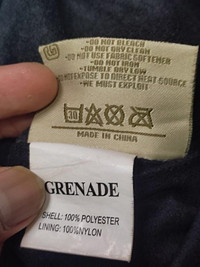 -DO NOT BLEACH
-DO NOT DRY CLEAN
-DO NOT USE FABRIC SOFTENER
-DO NOT IRON
-TUMBLE DRY LOW
NOT EXPOSE TO DIRECT HEAT SOURCE
-WE MUST EXPLOIT
30
MADE IN CHINA
GRENADE
SHELL: 100% POLYESTER
LINING: 100%NYLON